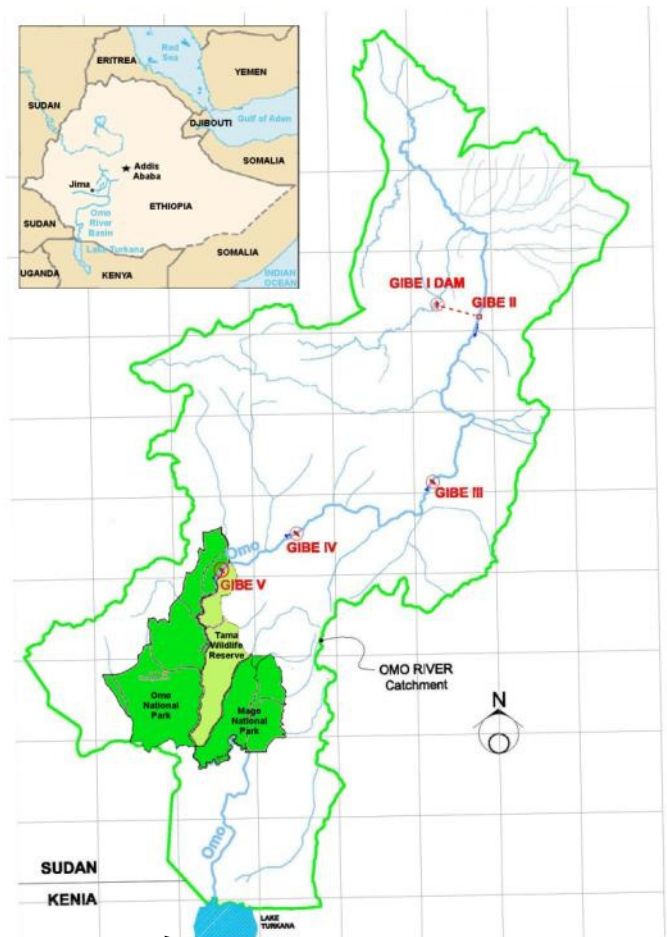 Red
Sea
ERITREA
YEMEN
SUDAN
DJIBOUTI
Gulf of Aden
Addis
Ababa
SOMALIA
Jima
ETHIOPIA
Omo
River
Basin
SUDAN
Lake Turkana
SOMALIA
UGANDA
KENYA
INDIAN
OCEAN
GIBE I DAM
GIBE II
GIBE III
Omo
GIBE IV
GIBE V
Tama
Wildlife
Reserve
OMO RIVER
Catchment
Omo
National
Park
Mago
National
Park
N
Omo
SUDAN
KENIA
LAKE
TURKANA